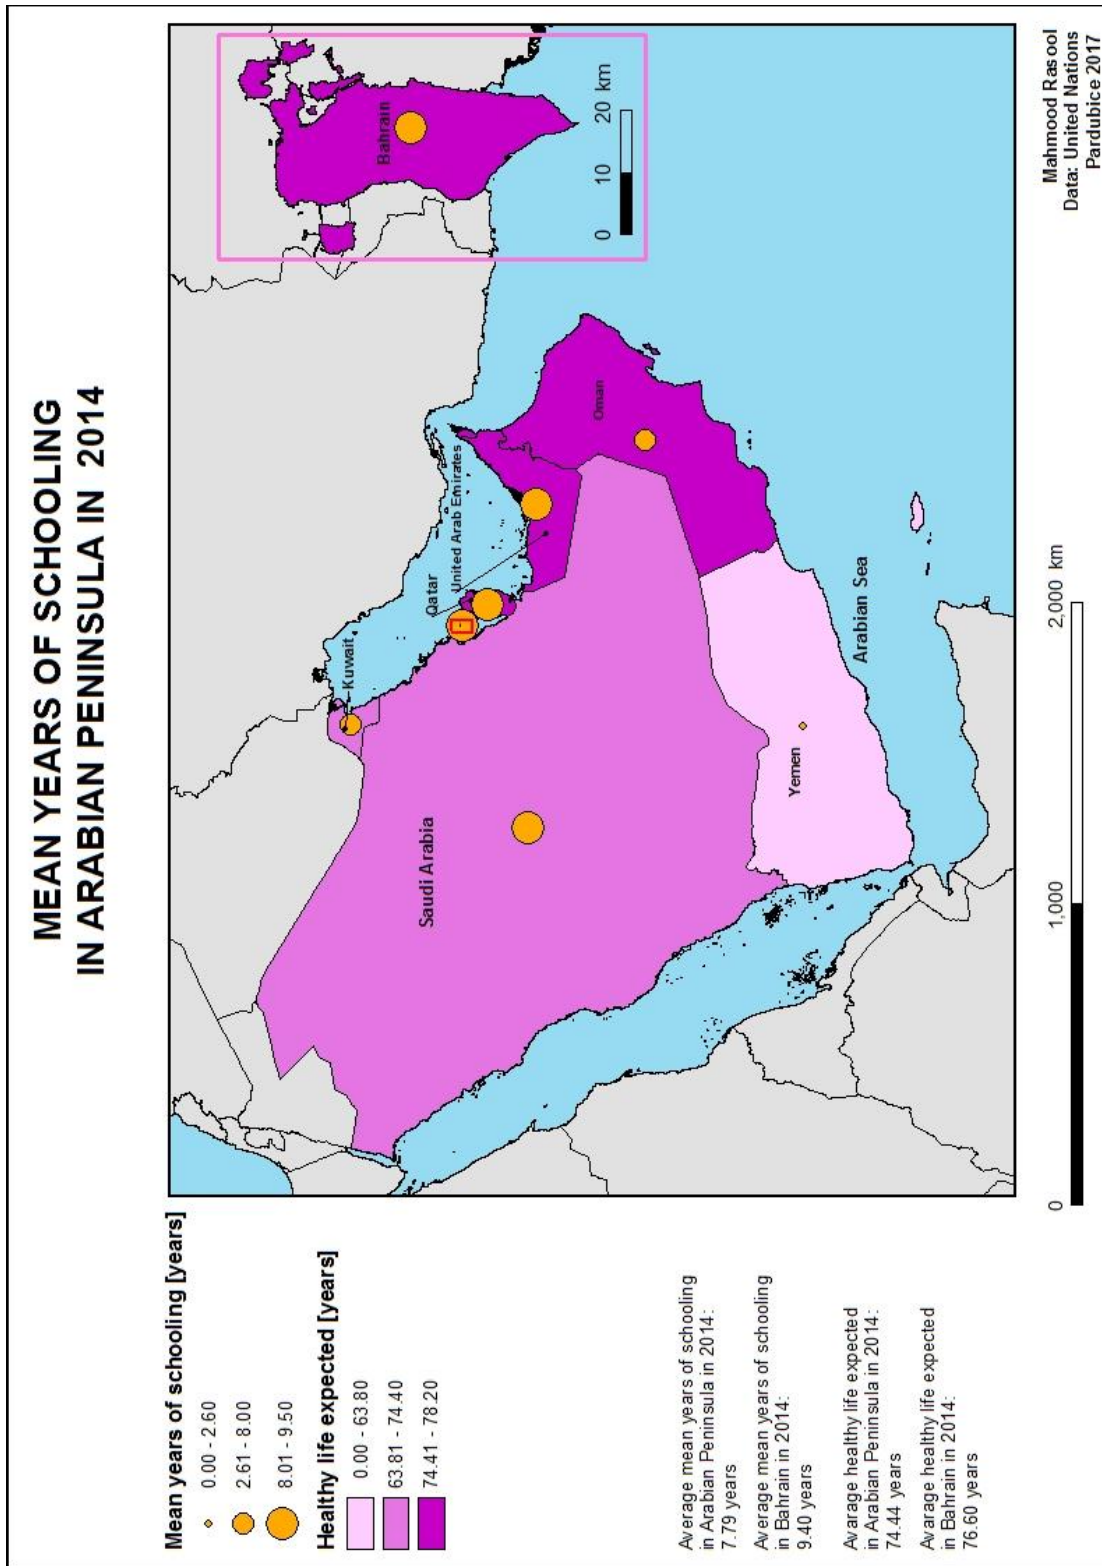 MEAN YEARS OF SCHOOLING
IN ARABIAN PENINSULA IN 2014
Mean years of schooling [years]
0.00 - 2.60
2.61 - 8.00
8.01 - 9.50
Healthy life expected [years]
0.00 - 63.80
63.81 - 74.40
74.41 - 78.20
Average mean years of schooling
in Arabian Peninsula in 2014:
7.79 years
Average mean years of schooling
in Bahrain in 2014:
9.40 years
Avarage healthy life expected
in Arabian Peninsula in 2014:
74.44 years
Avarage healthy life expected
in Bahrain in 2014:
76.60 years
Kuwait
Qatar
United Arab Emirates
Saudi Arabia
Oman
Yemen
Arabian Sea
Bahrain
0 10 20 km
0 1,000 2,000 km
Mahmood Rasool
Data: United Nations
Pardubice 2017